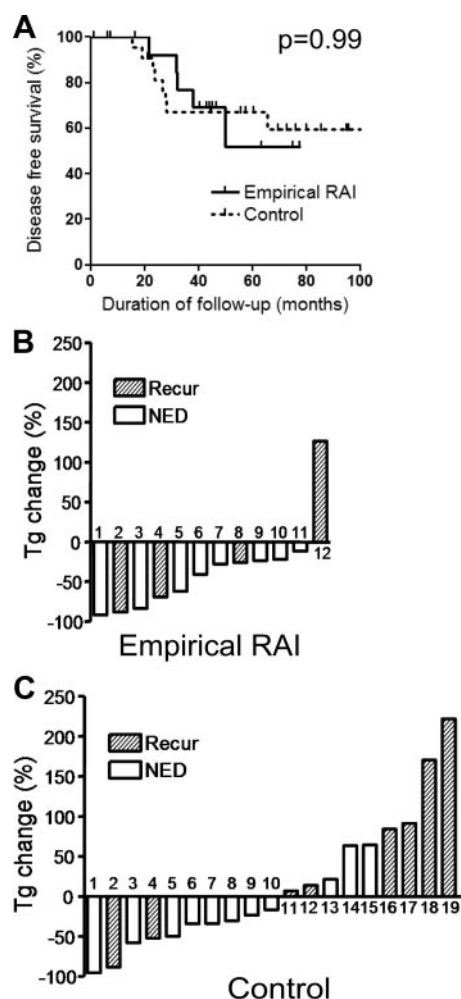 A
p=0.99
Disease free survival (%)
100
80
60
40
20
0
Empirical RAI
Control
0 20 40 60 80 100
Duration of follow-up (months)
B
Tg change (%)
250
200
150
100
50
0
-50
-100
Recur
NED
1 2 3 4 5 6 7 8 9 10 11
12
Empirical RAI
C
Tg change (%)
250
200
150
100
50
0
-50
-100
Recur
NED
1 2 3 4 5 6 7 8 9 10
11 12 13 14 15 16 17 18 19
Control